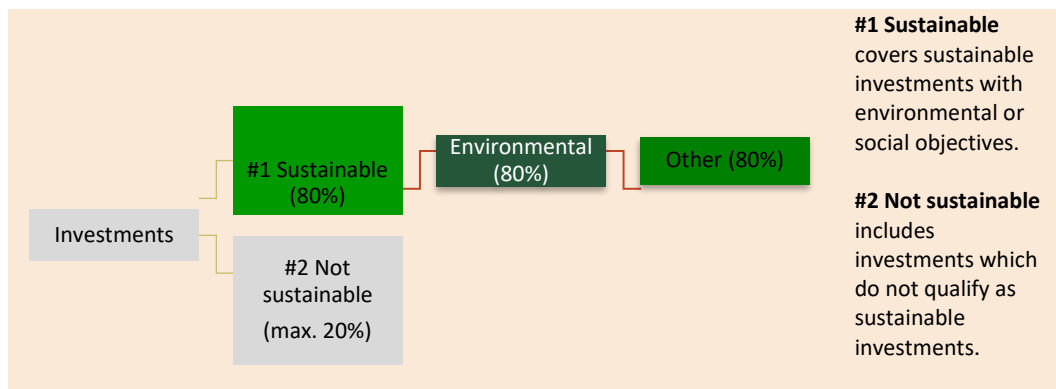 Investments
#1 Sustainable
(80%)
#2 Not
sustainable
(max. 20%)
Environmental
(80%)
Other (80%)
#1 Sustainable
covers sustainable
investments with
environmental or
social objectives.
#2 Not sustainable
includes
investments which
do not qualify as
sustainable
investments.